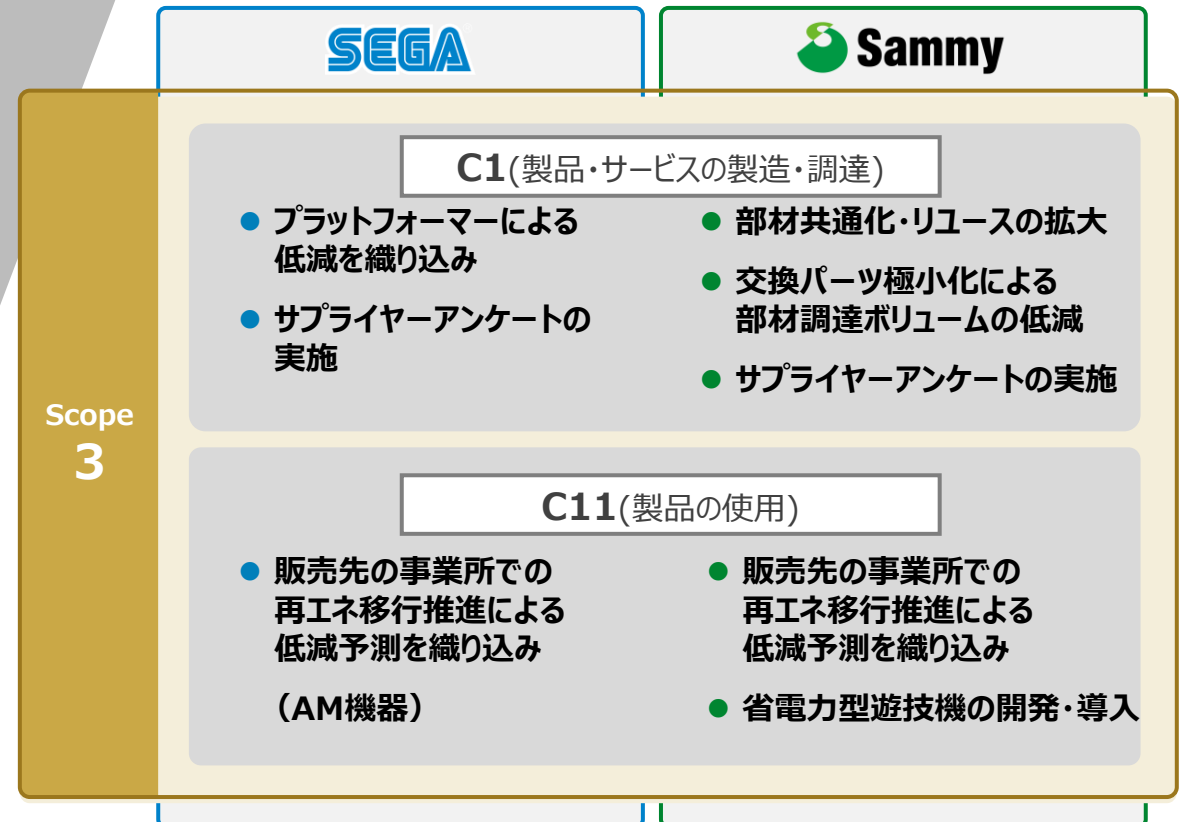 SEGA
Sammy
Scope
3
C1(製品・サービスの製造・調達)
● プラットフォーマーによる
低減を織り込み
● サプライヤーアンケートの
実施
● 部材共通化・リユースの拡大
● 交換パーツ極小化による
部材調達ボリュームの低減
● サプライヤーアンケートの実施
C11(製品の使用)
● 販売先の事業所での
再エネ移行推進による
低減予測を織り込み
（AM機器）
● 販売先の事業所での
再エネ移行推進による
低減予測を織り込み
● 省電力型遊技機の開発・導入